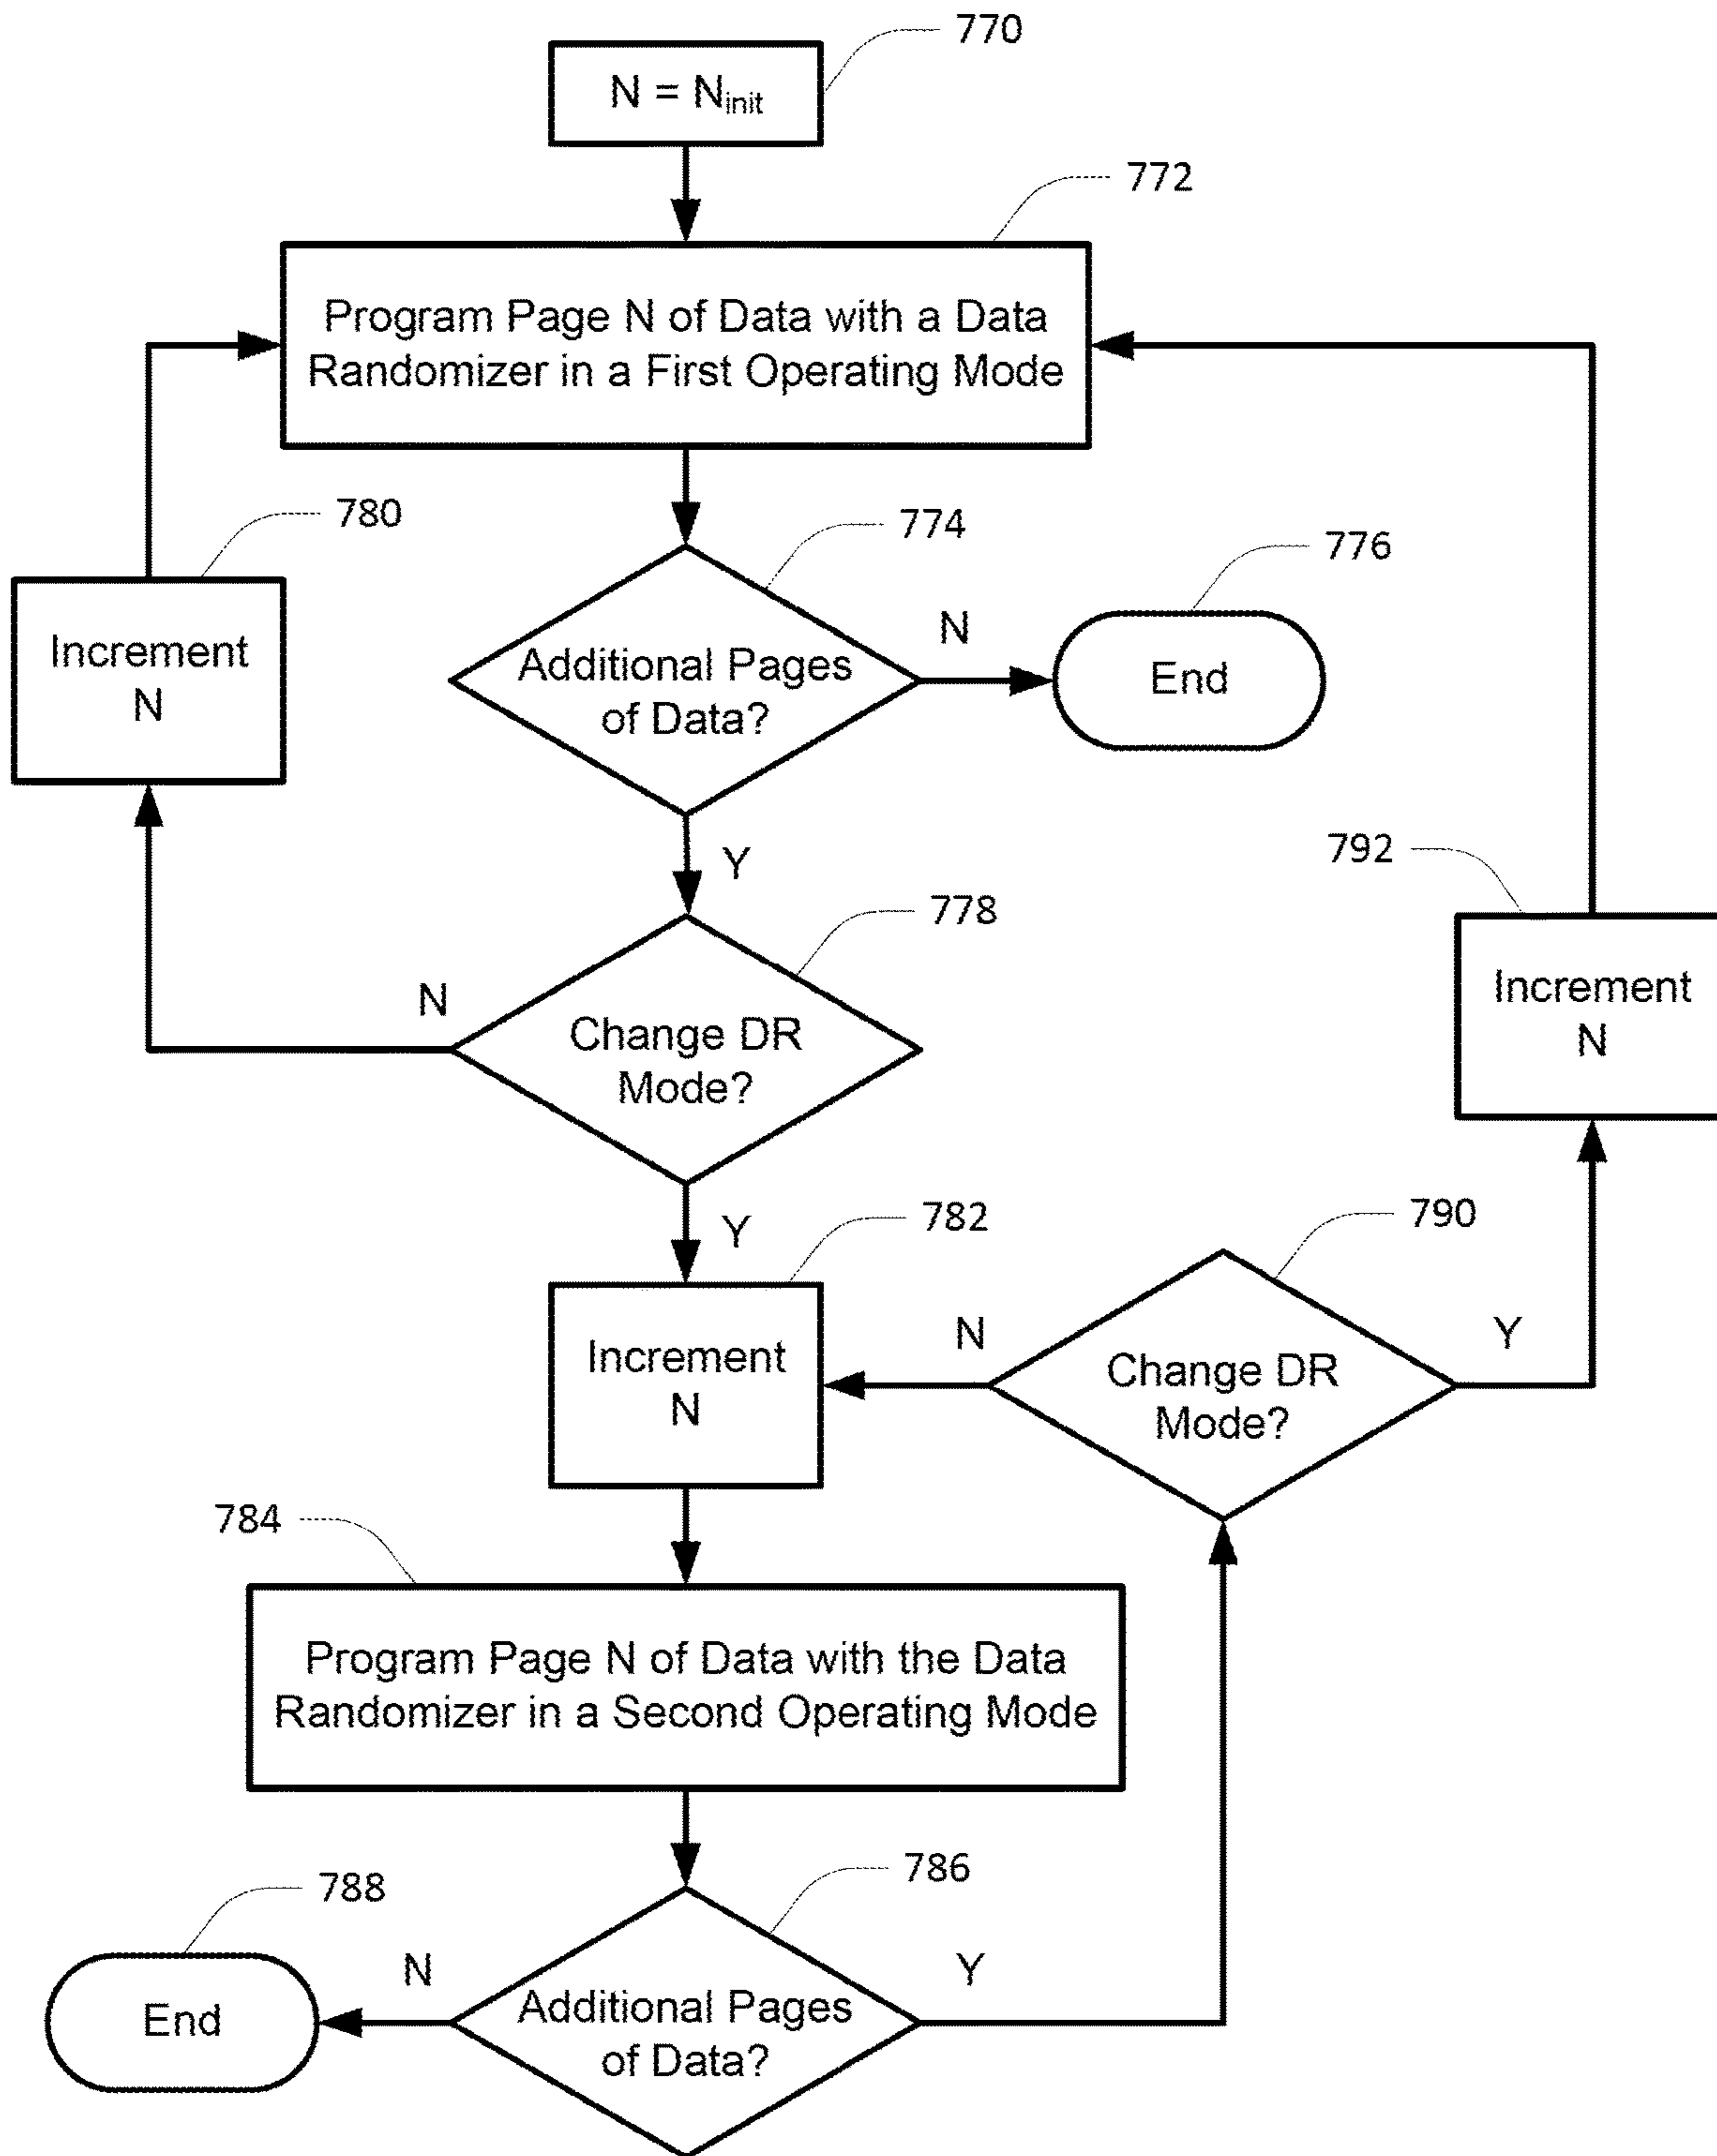 770
N = Ninit
772
Program Page N of Data with a Data
Randomizer in a First Operating Mode
780
774
776
Increment
N
Additional Pages
of Data?
N
End
Y
792
778
N
Change DR
Mode?
Increment
N
Y
782
790
Increment
N
N
Change DR
Mode?
Y
784
Program Page N of Data with the Data
Randomizer in a Second Operating Mode
786
788
End
N
Additional Pages
of Data?
Y